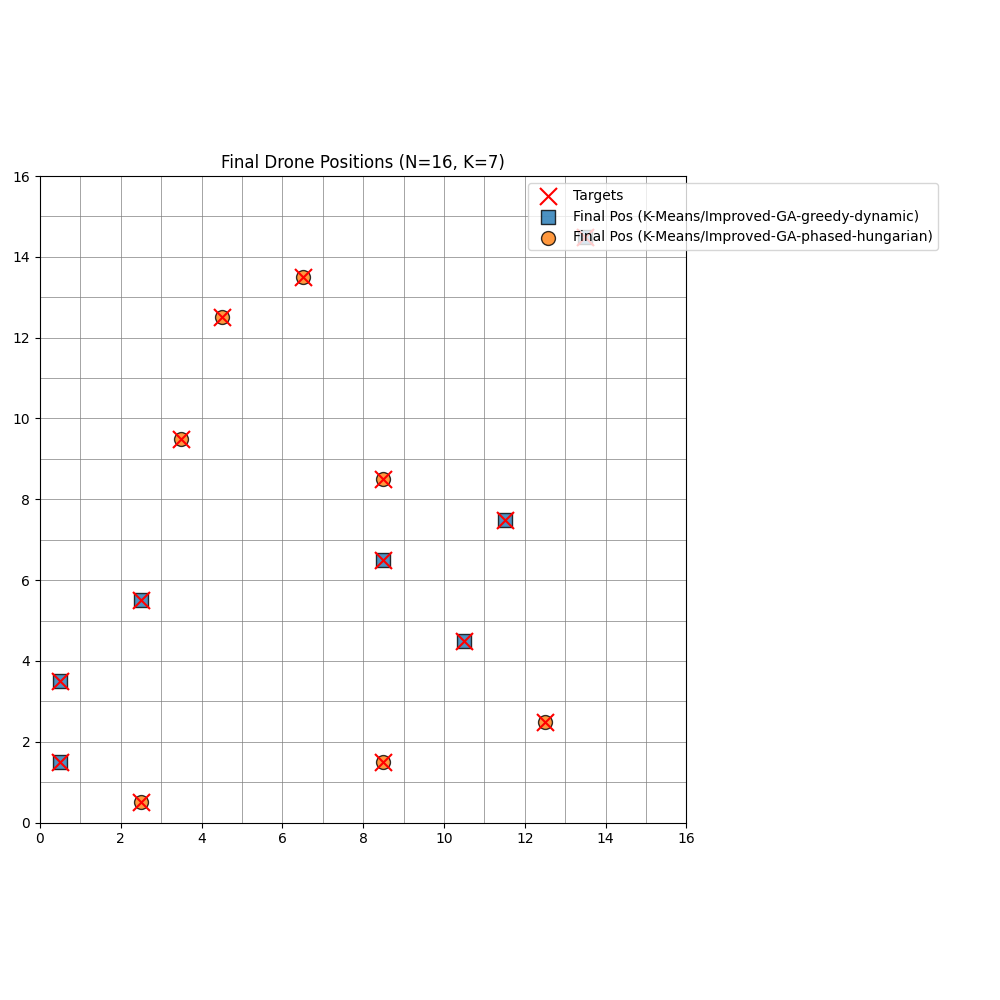 Final Drone Positions (N=16, K=7)
Targets
Final Pos (K-Means/Improved-GA-greedy-dynamic)
Final Pos (K-Means/Improved-GA-phased-hungarian)
16
14
12
10
8
6
4
2
0
0 2 4 6 8 10 12 14 16